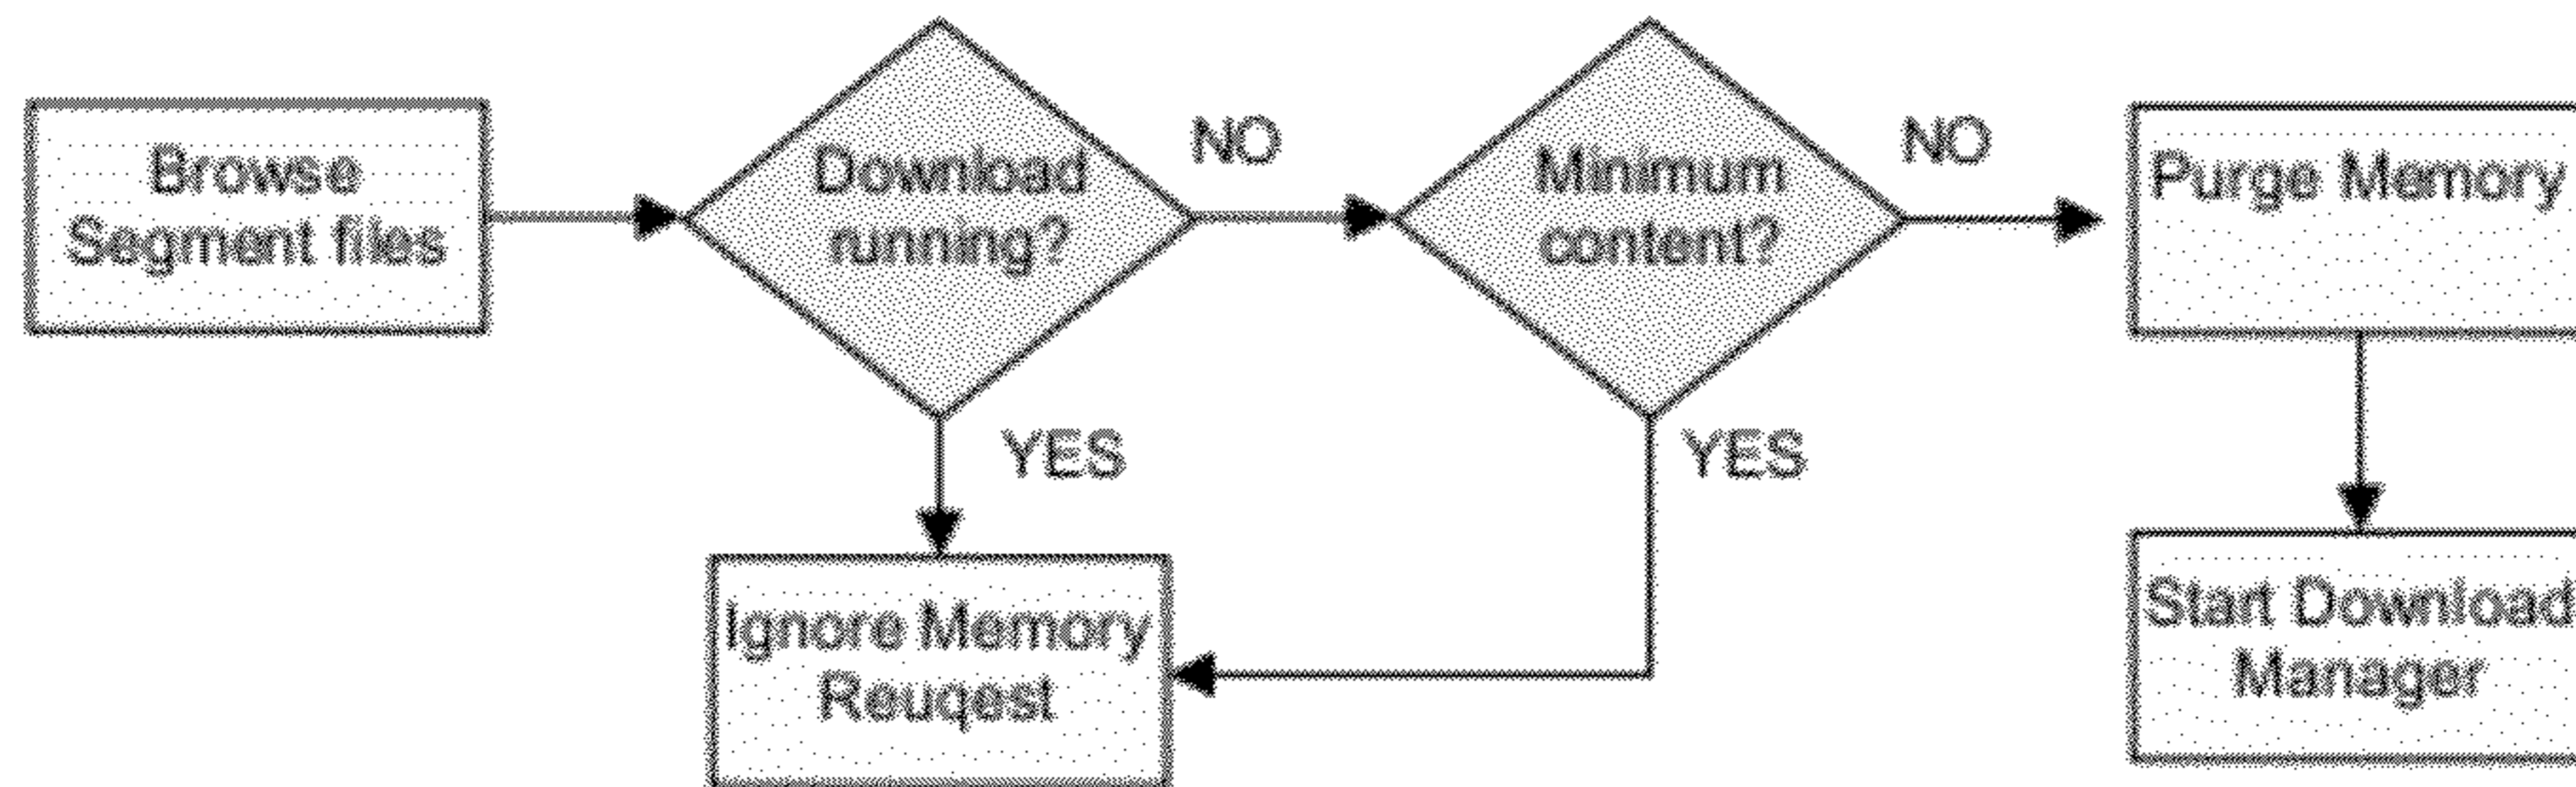 Browse
Segment files
Download
running?
NO
Minimum
content?
NO
Purge Memory
YES
YES
Ignore Memory
Reuqest
Start Download
Manager